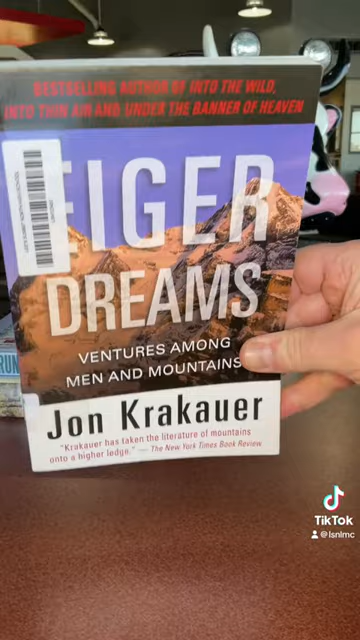 BESTSELLING AUTHOR OF INTO THE WILD,
INTO THIN AIR AND UNDER THE BANNER OF HEAVEN
EIGER
DREAMS
VENTURES AMONG
MEN AND MOUNTAINS
Jon Krakauer
"Krakauer has taken the literature of mountains
onto a higher ledge." — The New York Times Book Review
RUN
TikTok
@lsnlmc